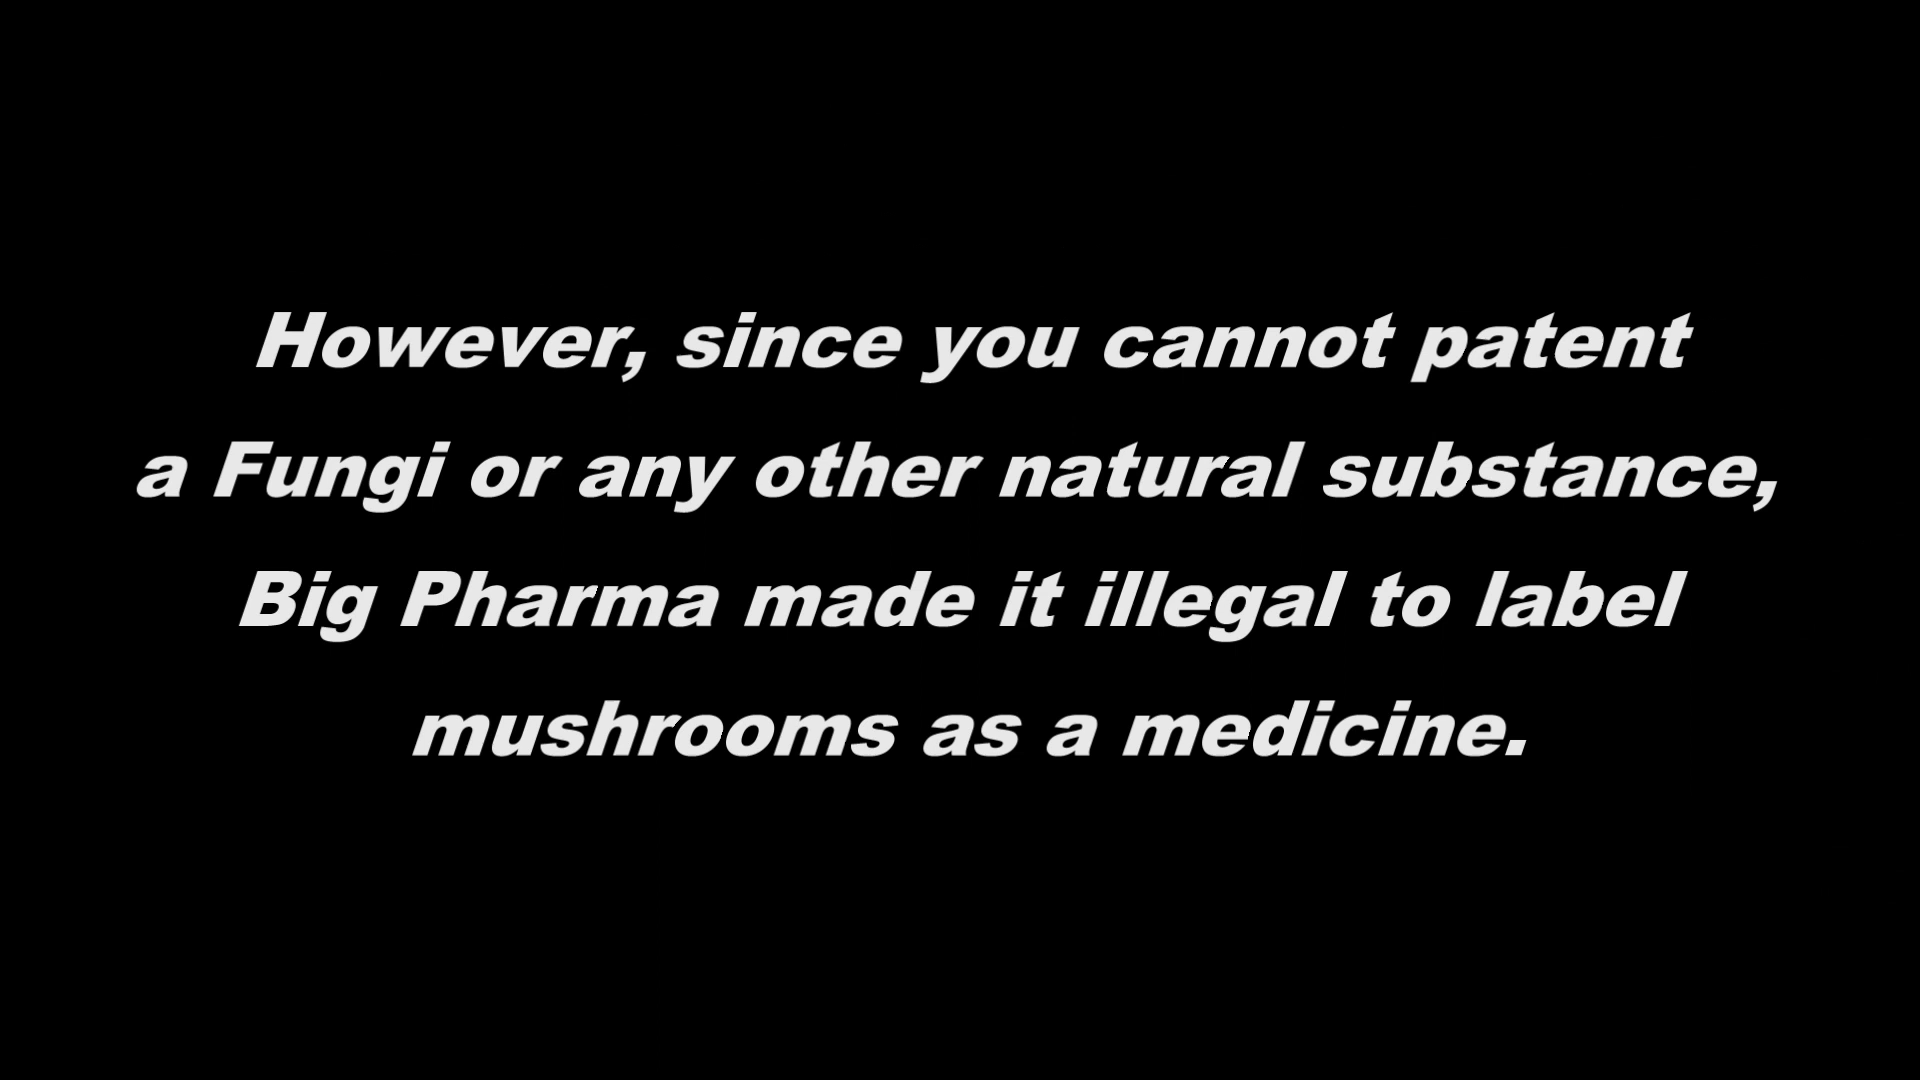 However, since you cannot patent
a Fungi or any other natural substance,
Big Pharma made it illegal to label
mushrooms as a medicine.